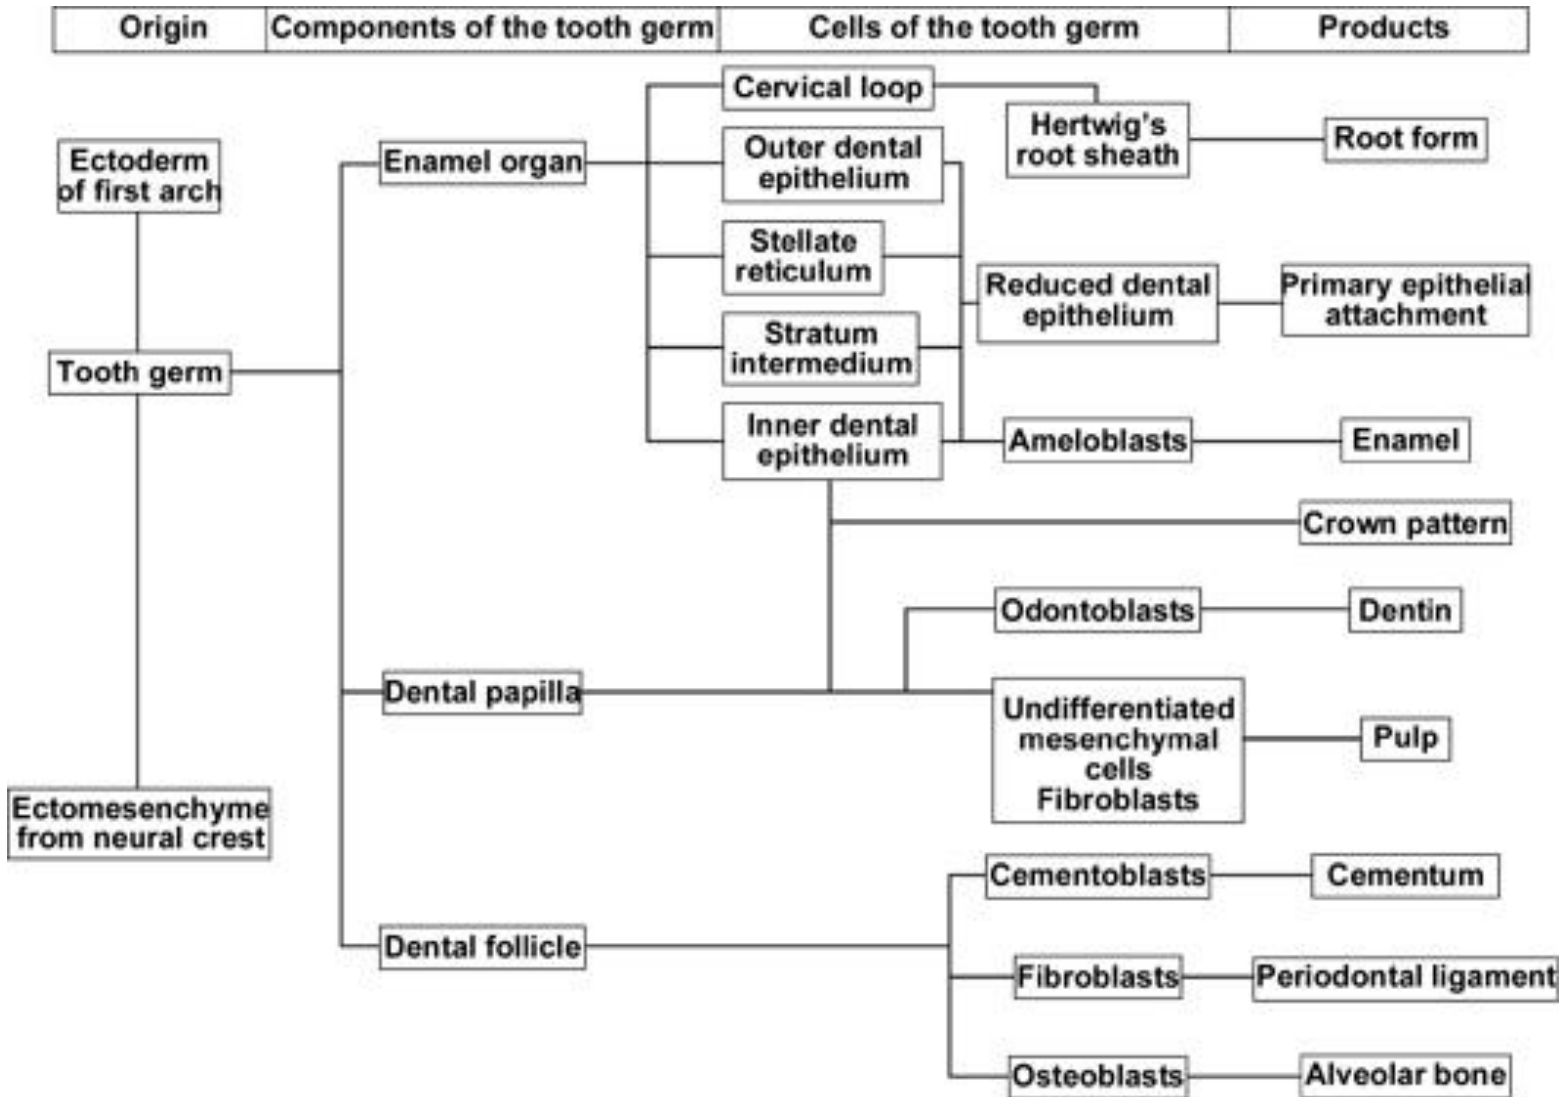 Origin
Components of the tooth germ
Cells of the tooth germ
Products
Ectoderm
of first arch
Tooth germ
Ectomesenchyme
from neural crest
Enamel organ
Dental papilla
Dental follicle
Cervical loop
Outer dental
epithelium
Stellate
reticulum
Stratum
intermedium
Inner dental
epithelium
Hertwig's
root sheath
Root form
Reduced dental
epithelium
Primary epithelial
attachment
Ameloblasts
Enamel
Crown pattern
Odontoblasts
Dentin
Undifferentiated
mesenchymal
cells
Fibroblasts
Pulp
Cementoblasts
Cementum
Fibroblasts
Periodontal ligament
Osteoblasts
Alveolar bone